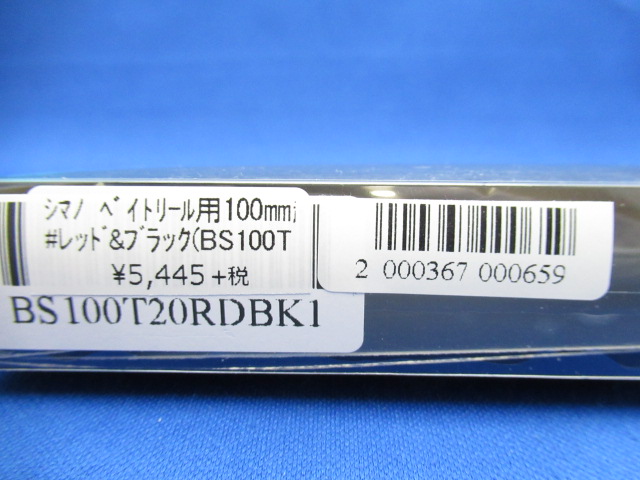 ｼﾏﾉ ﾍﾞｲﾄﾘｰﾙ用100mm
#ﾚｯﾄﾞ&ﾌﾞﾗｯｸ(BS100T
¥5,445+税
BS100T20RDBK1
2 000367 000659